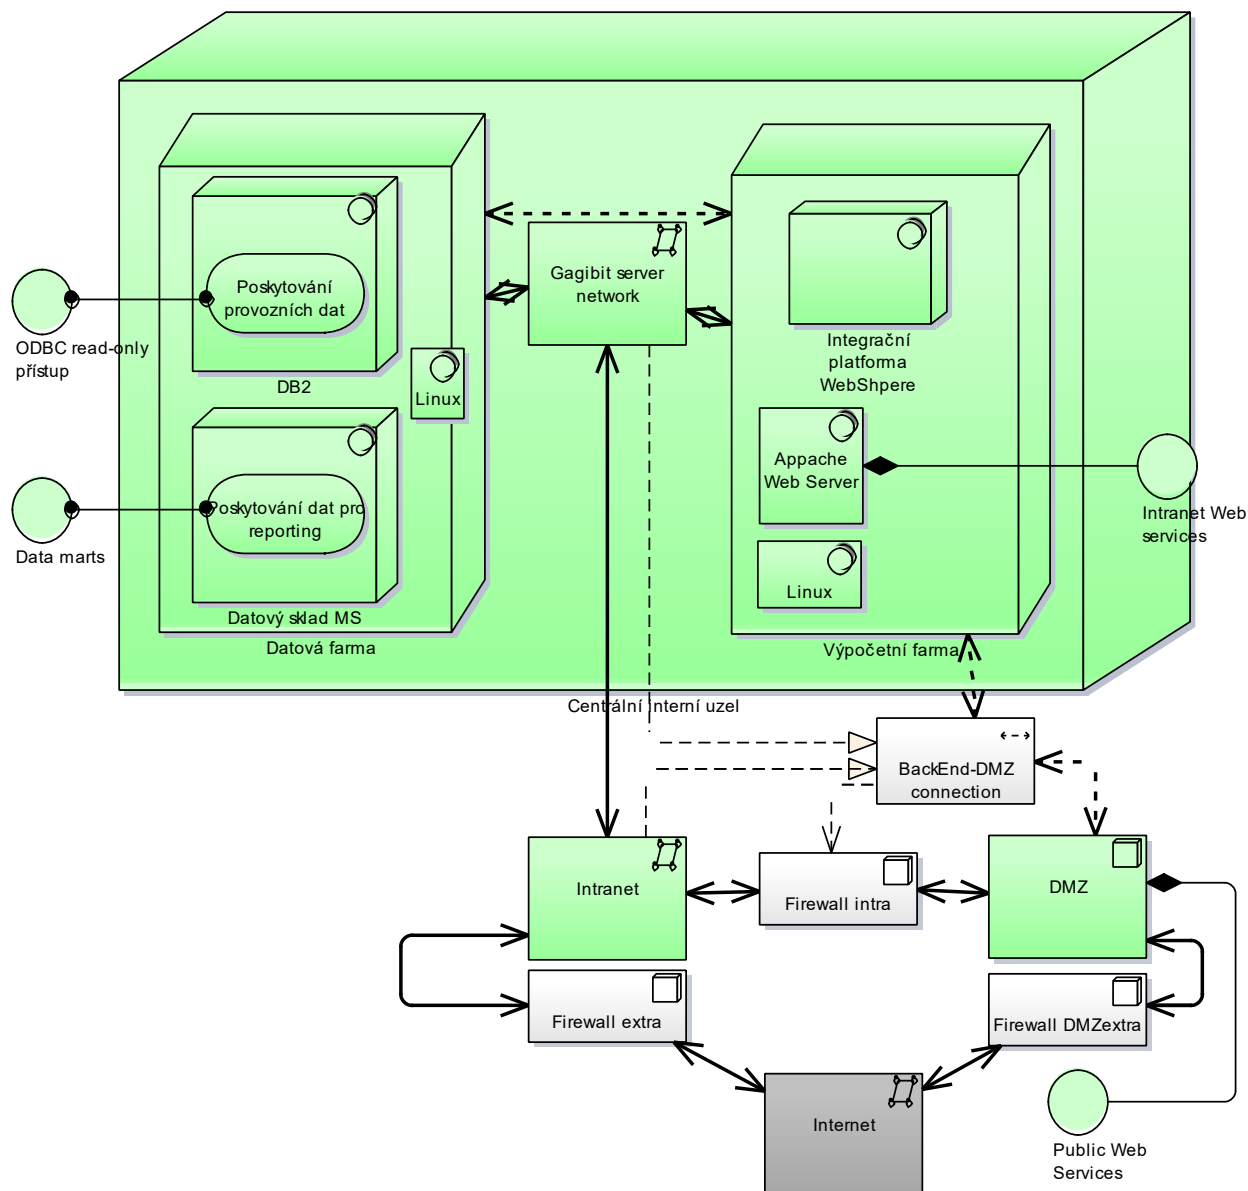 Gagibit server
network
Poskytování
provozních dat
ODBC read-only
přístup
DB2
Linux
Integrační
platforma
WebShpere
Appache
Web Server
Poskytování dat pro
reporting
Intranet Web
services
Data marts
Linux
Datový sklad MS
Datová farma
Výpočetní farma
Centrální interní uzel
BackEnd-DMZ
connection
Intranet
Firewall intra
DMZ
Firewall extra
Firewall DMZextra
Internet
Public Web
Services